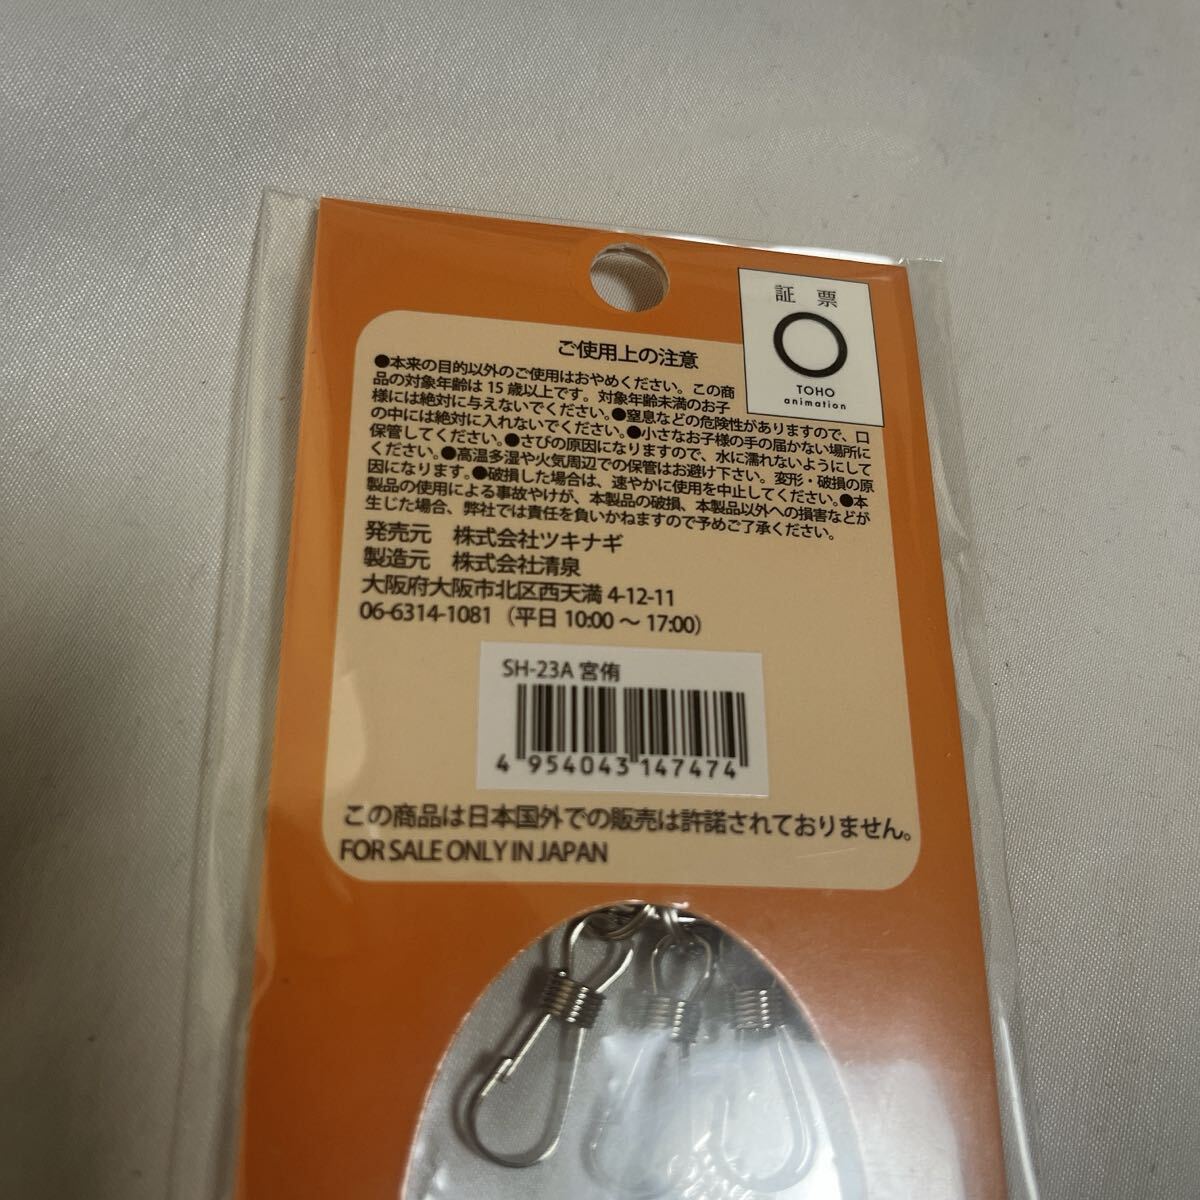 証 票
TOHO
animation
ご使用上の注意
●本来の目的以外のご使用はおやめください。この商
品の対象年齢は 15 歳以上です。対象年齢未満のお子
様には絶対に与えないでください。●窒息などの危険性がありますので、口
の中には絶対に入れないでください。●小さなお子様の手の届かない場所に
保管してください。●さびの原因になりますので、水に濡れないようにして
ください。●高温多湿や火気周辺での保管はお避け下さい。変形・破損の原
因になります。●破損した場合は、速やかに使用を中止してください。●本
製品の使用による事故やけが、本製品の破損、本製品以外への損害などが
生じた場合、弊社では責任を負いかねますので予めご了承ください。
発売元 株式会社ツキナギ
製造元 株式会社清泉
大阪府大阪市北区西天満 4-12-11
06-6314-1081（平日 10:00 ～ 17:00）
SH-23A 宮侑
4 954043 147474
この商品は日本国外での販売は許諾されておりません。
FOR SALE ONLY IN JAPAN